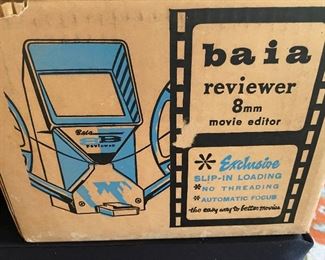 baia
reviewer
8mm
movie editor
* Exclusive
SLIP-IN LOADING
* NO THREADING
* AUTOMATIC FOCUS
the easy way to better movies
Baia
REVIEWER